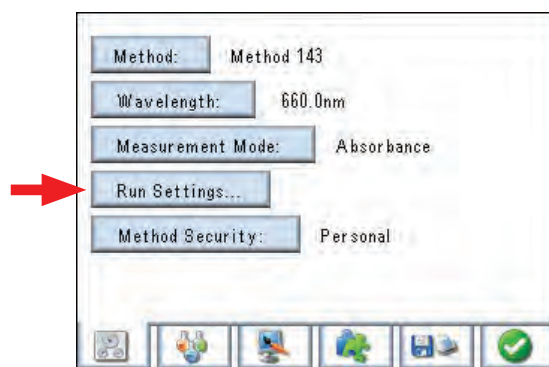 Method: Method 143
Wavelength: 660.0nm
Measurement Mode: Absorbance
Run Settings...
Method Security: Personal